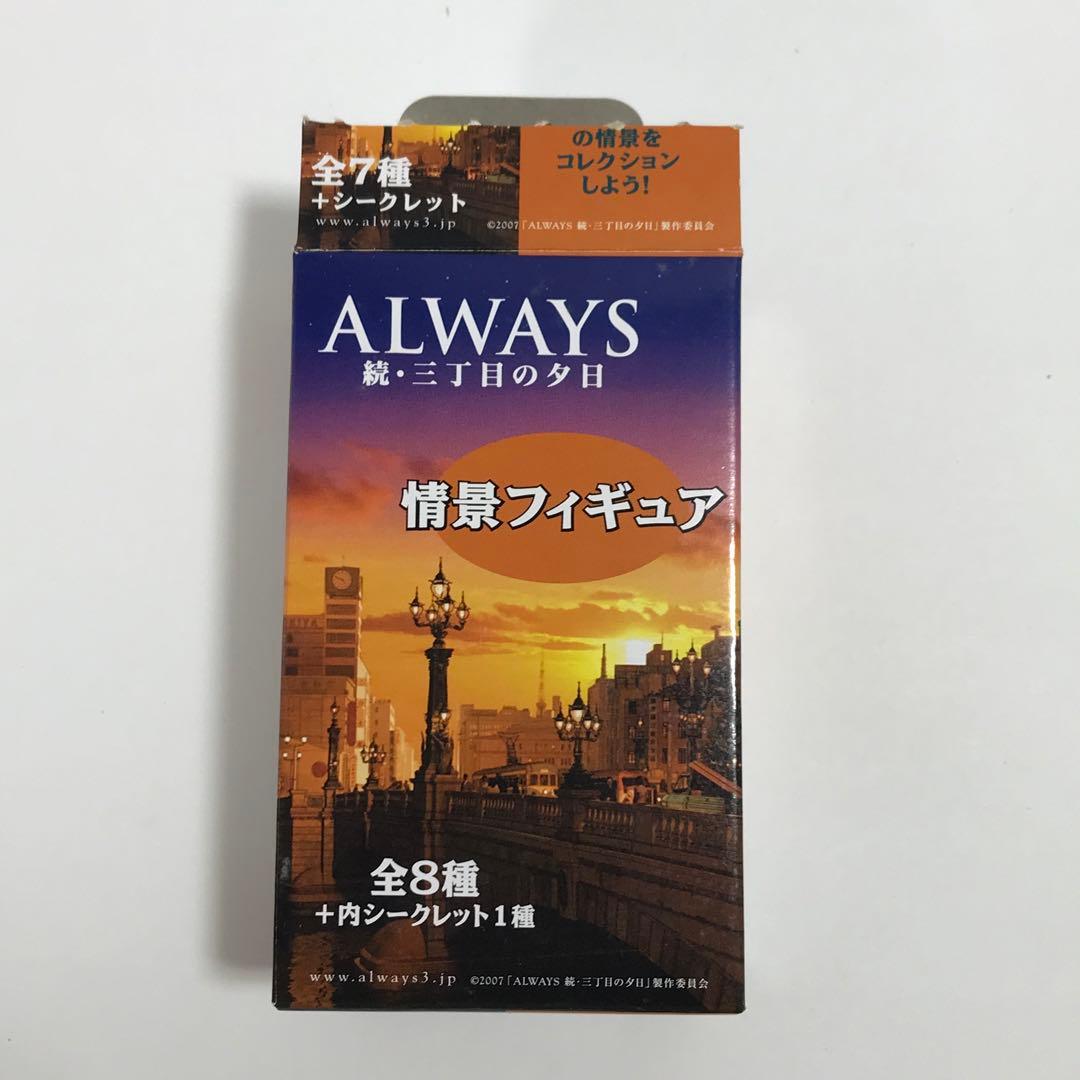 の情景を
コレクション
しよう!
全7種
+シークレット
www.always3.jp
©2007「ALWAYS 続・三丁目の夕日」製作委員会
ALWAYS
続・三丁目の夕日
情景フィギュア
全8種
+内シークレット1種
www.always3.jp ©2007「ALWAYS 続・三丁目の夕日」製作委員会